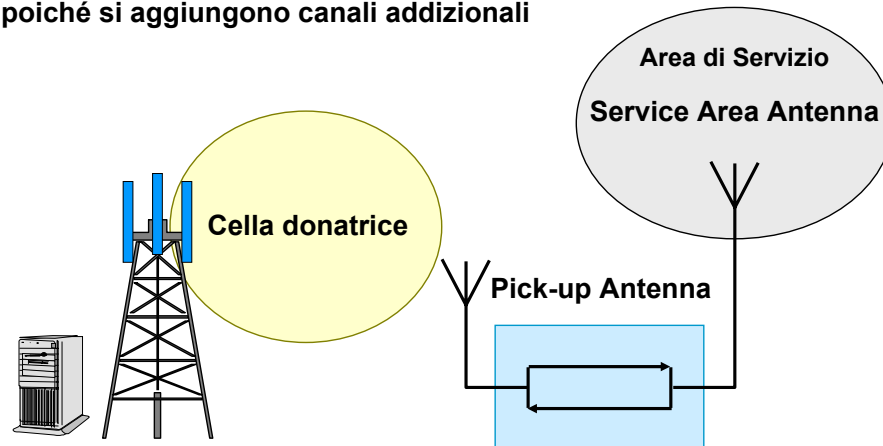 poiché si aggiungono canali addizionali
Area di Servizio
Service Area Antenna
Cella donatrice
Pick-up Antenna